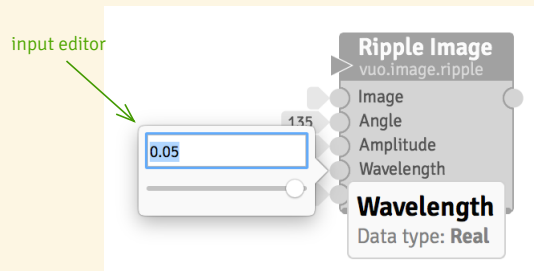 input editor
Ripple Image
vuo.image.ripple
Image
135
Angle
Amplitude
0.05
Wavelength
Wavelength
Data type: Real